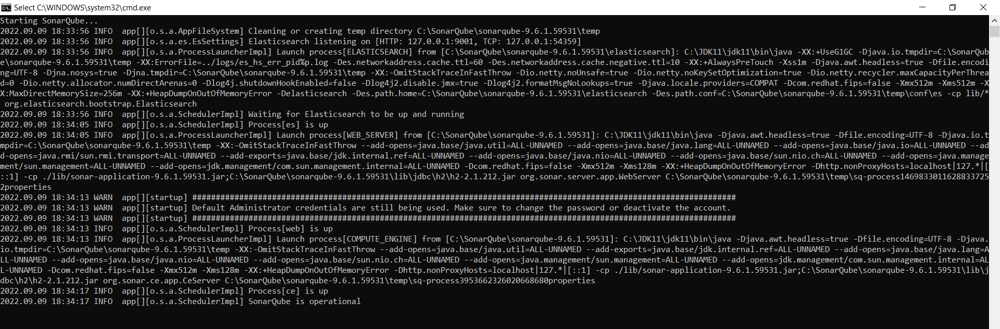 Select C:\WINDOWS\system32\cmd.exe
Starting SonarQube...
2022.09.09 18:33:56 INFO  app[][o.s.a.AppFileSystem] Cleaning or creating temp directory C:\SonarQube\sonarqube-9.6.1.59531\temp
2022.09.09 18:33:56 INFO  app[][o.s.a.es.EsSettings] Elasticsearch listening on [HTTP: 127.0.0.1:9001, TCP: 127.0.0.1:54359]
2022.09.09 18:33:56 INFO  app[][o.s.a.ProcessLauncherImpl] Launch process[ELASTICSEARCH] from [C:\SonarQube\sonarqube-9.6.1.59531\elasticsearch]: C:\JDK11\jdk11\bin\java -XX:+UseG1GC -Djava.io.tmpdir=C:\SonarQub
e\sonarqube-9.6.1.59531\temp -XX:ErrorFile=../logs/es_hs_err_pid%p.log -Des.networkaddress.cache.ttl=60 -Des.networkaddress.cache.negative.ttl=10 -XX:+AlwaysPreTouch -Xss1m -Djava.awt.headless=true -Dfile.encodi
ng=UTF-8 -Djna.nosys=true -Djna.tmpdir=C:\SonarQube\sonarqube-9.6.1.59531\temp -XX:-OmitStackTraceInFastThrow -Dio.netty.noUnsafe=true -Dio.netty.noKeySetOptimization=true -Dio.netty.recycler.maxCapacityPerThrea
d=0 -Dio.netty.allocator.numDirectArenas=0 -Dlog4j.shutdownHookEnabled=false -Dlog4j2.disable.jmx=true -Dlog4j2.formatMsgNoLookups=true -Djava.locale.providers=COMPAT -Dcom.redhat.fips=false -Xmx512m -Xms512m -X
X:MaxDirectMemorySize=256m -XX:+HeapDumpOnOutOfMemoryError -Delasticsearch -Des.path.home=C:\SonarQube\sonarqube-9.6.1.59531\elasticsearch -Des.path.conf=C:\SonarQube\sonarqube-9.6.1.59531\temp\conf\es -cp lib/*
 org.elasticsearch.bootstrap.Elasticsearch
2022.09.09 18:33:56 INFO  app[][o.s.a.SchedulerImpl] Waiting for Elasticsearch to be up and running
2022.09.09 18:34:05 INFO  app[][o.s.a.SchedulerImpl] Process[es] is up
2022.09.09 18:34:05 INFO  app[][o.s.a.ProcessLauncherImpl] Launch process[WEB_SERVER] from [C:\SonarQube\sonarqube-9.6.1.59531]: C:\JDK11\jdk11\bin\java -Djava.awt.headless=true -Dfile.encoding=UTF-8 -Djava.io.t
mpdir=C:\SonarQube\sonarqube-9.6.1.59531\temp -XX:-OmitStackTraceInFastThrow --add-opens=java.base/java.util=ALL-UNNAMED --add-opens=java.base/java.lang=ALL-UNNAMED --add-opens=java.base/java.io=ALL-UNNAMED --ad
d-opens=java.rmi/sun.rmi.transport=ALL-UNNAMED --add-exports=java.base/jdk.internal.ref=ALL-UNNAMED --add-opens=java.base/java.nio=ALL-UNNAMED --add-opens=java.base/sun.nio.ch=ALL-UNNAMED --add-opens=java.manage
ment/sun.management=ALL-UNNAMED --add-opens=jdk.management/com.sun.management.internal=ALL-UNNAMED -Dcom.redhat.fips=false -Xmx512m -Xms128m -XX:+HeapDumpOnOutOfMemoryError -Dhttp.nonProxyHosts=localhost|127.*|[
::1] -cp ./lib/sonar-application-9.6.1.59531.jar;C:\SonarQube\sonarqube-9.6.1.59531\lib\jdbc\h2\h2-2.1.212.jar org.sonar.server.app.WebServer C:\SonarQube\sonarqube-9.6.1.59531\temp\sq-process1469833011628833725
2properties
2022.09.09 18:34:13 WARN  app[][startup] ####################################################################################################################
2022.09.09 18:34:13 WARN  app[][startup] Default Administrator credentials are still being used. Make sure to change the password or deactivate the account.
2022.09.09 18:34:13 WARN  app[][startup] ####################################################################################################################
2022.09.09 18:34:13 INFO  app[][o.s.a.SchedulerImpl] Process[web] is up
2022.09.09 18:34:13 INFO  app[][o.s.a.ProcessLauncherImpl] Launch process[COMPUTE_ENGINE] from [C:\SonarQube\sonarqube-9.6.1.59531]: C:\JDK11\jdk11\bin\java -Djava.awt.headless=true -Dfile.encoding=UTF-8 -Djava.
io.tmpdir=C:\SonarQube\sonarqube-9.6.1.59531\temp -XX:-OmitStackTraceInFastThrow --add-opens=java.base/java.util=ALL-UNNAMED --add-exports=java.base/jdk.internal.ref=ALL-UNNAMED --add-opens=java.base/java.lang=A
LL-UNNAMED --add-opens=java.base/java.nio=ALL-UNNAMED --add-opens=java.base/sun.nio.ch=ALL-UNNAMED --add-opens=java.management/sun.management=ALL-UNNAMED --add-opens=jdk.management/com.sun.management.internal=AL
L-UNNAMED -Dcom.redhat.fips=false -Xmx512m -Xms128m -XX:+HeapDumpOnOutOfMemoryError -Dhttp.nonProxyHosts=localhost|127.*|[::1] -cp ./lib/sonar-application-9.6.1.59531.jar;C:\SonarQube\sonarqube-9.6.1.59531\lib\j
dbc\h2\h2-2.1.212.jar org.sonar.ce.app.CeServer C:\SonarQube\sonarqube-9.6.1.59531\temp\sq-process3953662326020668680properties
2022.09.09 18:34:17 INFO  app[][o.s.a.SchedulerImpl] Process[ce] is up
2022.09.09 18:34:17 INFO  app[][o.s.a.SchedulerImpl] SonarQube is operational